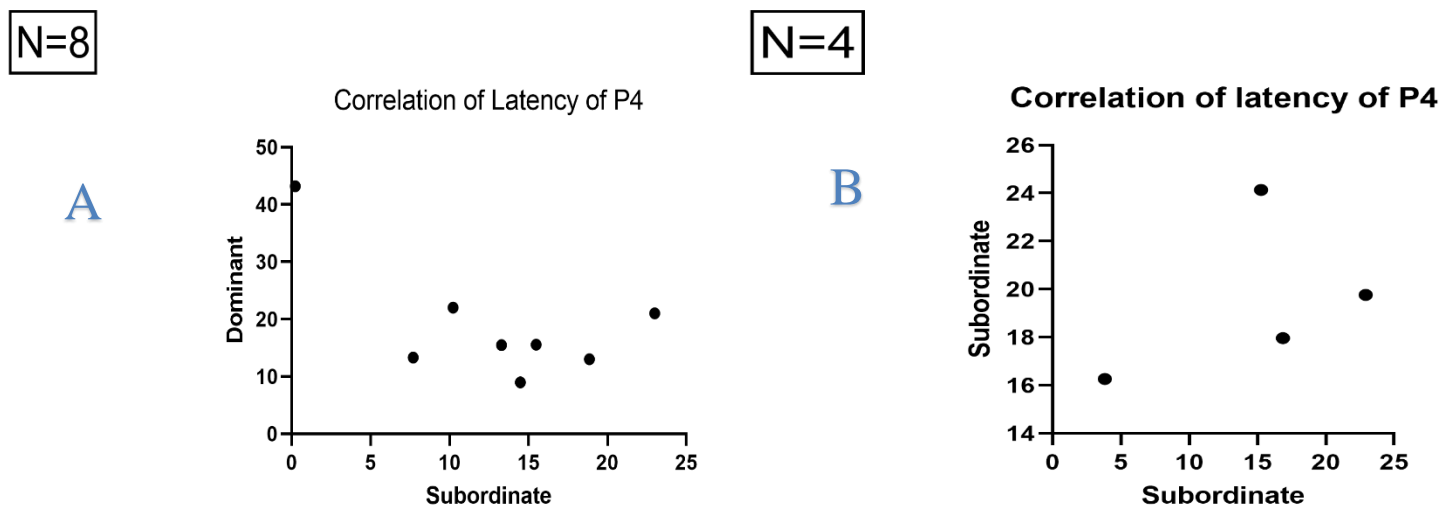 N=8
Correlation of Latency of P4
A
50
40
30
20
10
0
Dominant
0 5 10 15 20 25
Subordinate
N=4
Correlation of latency of P4
B
26
24
22
20
18
16
14
Subordinate
0 5 10 15 20 25
Subordinate